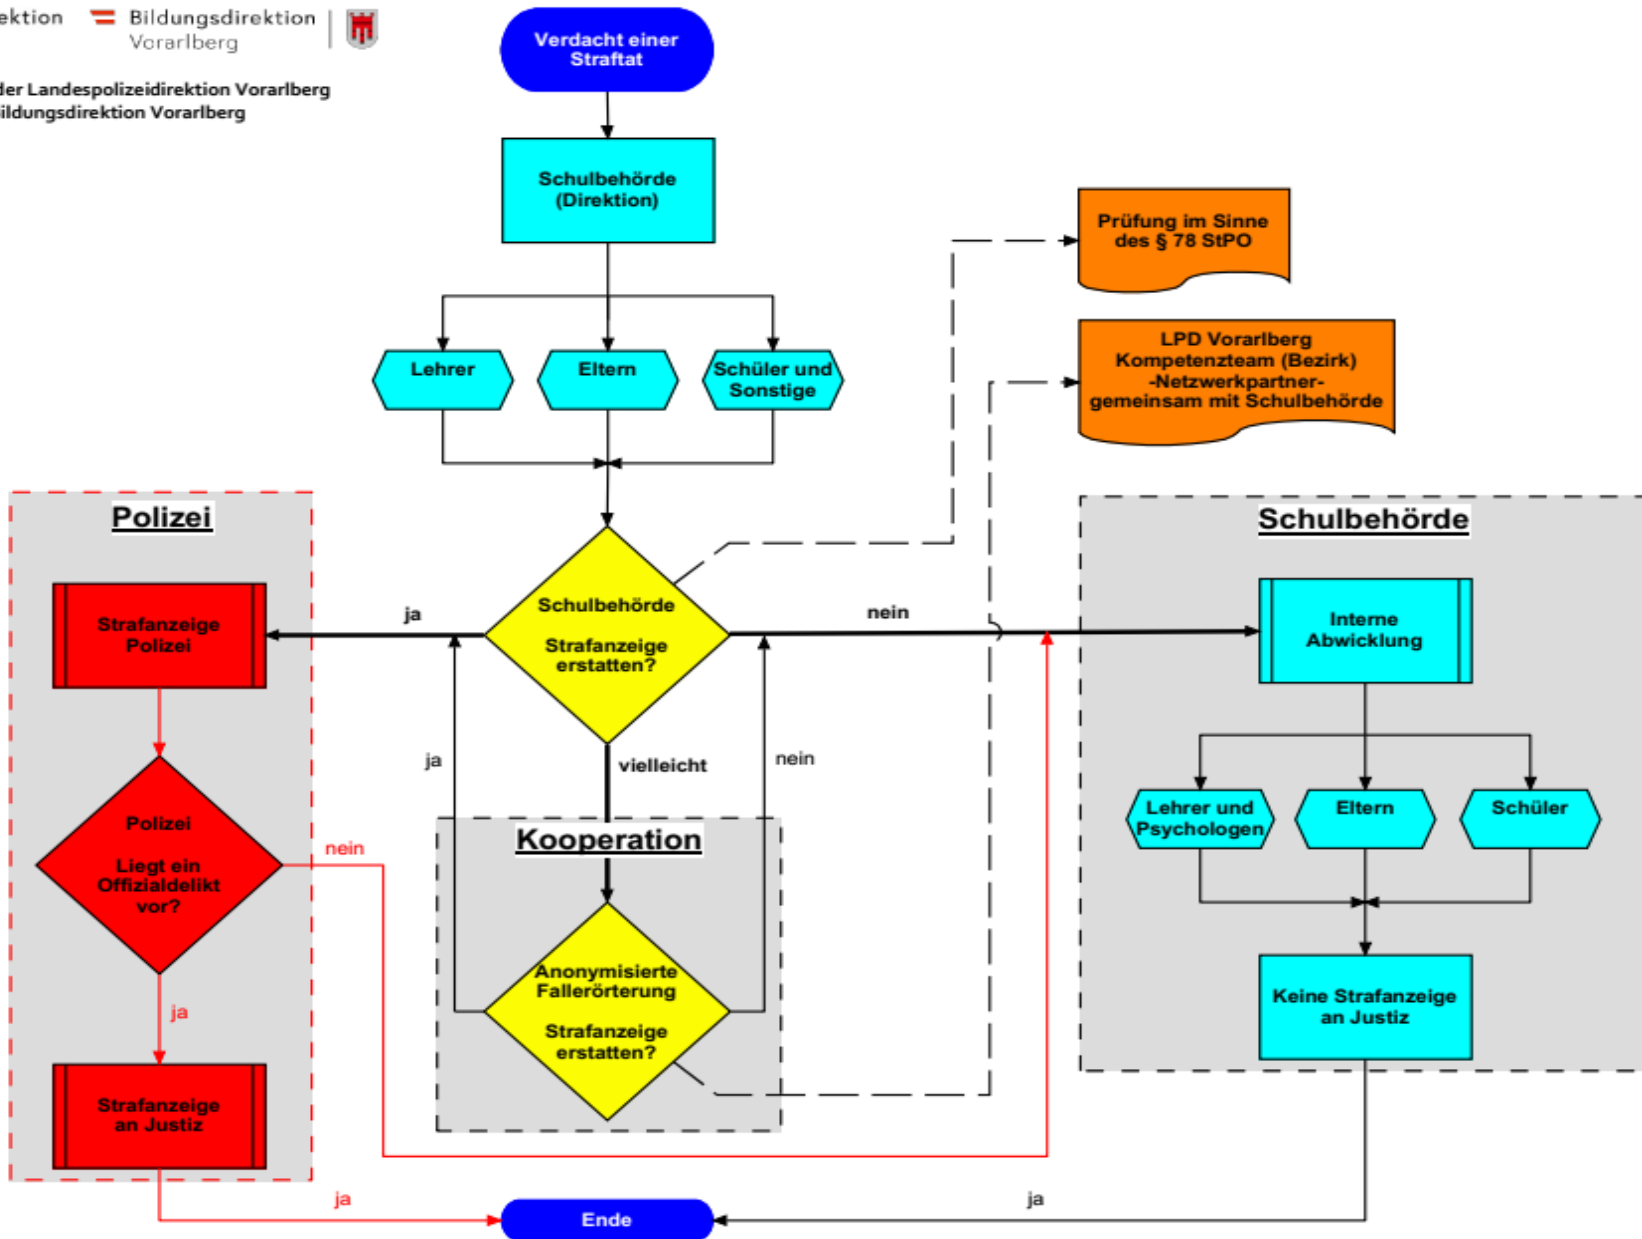 Bildungsdirektion
Vorarlberg
der Landespolizeidirektion Vorarlberg
Bildungsdirektion Vorarlberg
Verdacht einer
Straftat
Schulbehörde
(Direktion)
Prüfung im Sinne
des § 78 StPO
LPD Vorarlberg
Kompetenzteam (Bezirk)
-Netzwerkpartner-
gemeinsam mit Schulbehörde
Lehrer
Eltern
Schüler und
Sonstige
Polizei
Schulbehörde
Strafanzeige
Polizei
ja
Schulbehörde
Strafanzeige
erstatten?
nein
Interne
Abwicklung
ja
vielleicht
nein
Polizei
Liegt ein
Offizialdelikt
vor?
nein
Kooperation
Lehrer und
Psychologen
Eltern
Schüler
Anonymisierte
Fallerörterung
Strafanzeige
erstatten?
ja
Keine Strafanzeige
an Justiz
Strafanzeige
an Justiz
ja
Ende
ja